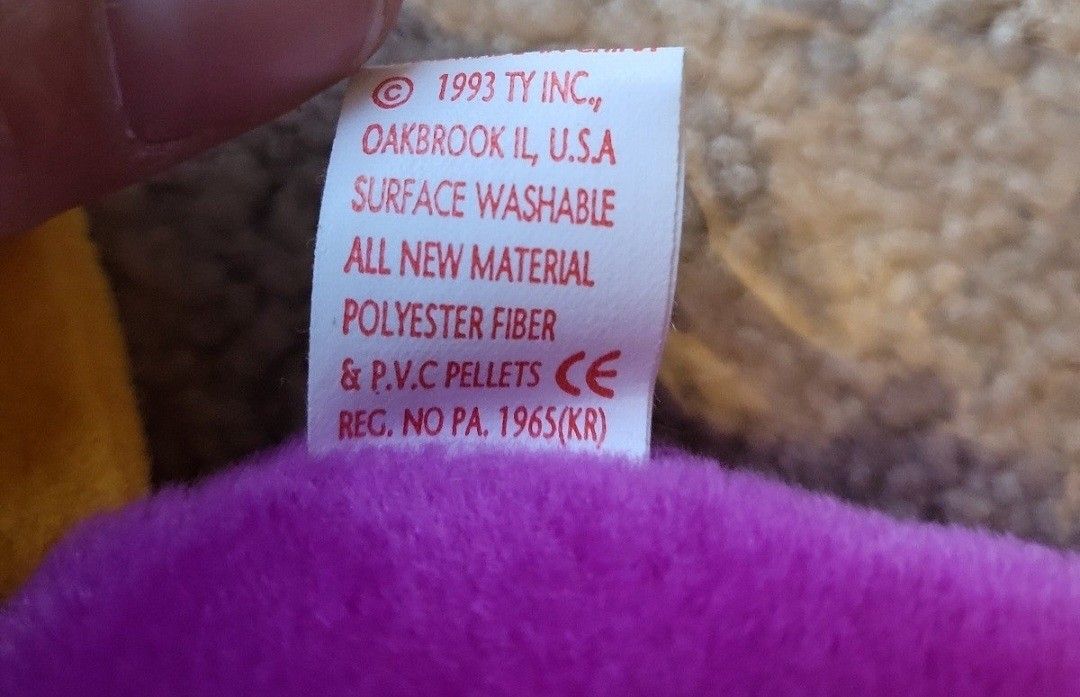 © 1993 TY INC.,
OAKBROOK IL, U.S.A
SURFACE WASHABLE
ALL NEW MATERIAL
POLYESTER FIBER
& P.V.C PELLETS CE
REG. NO PA. 1965(KR)